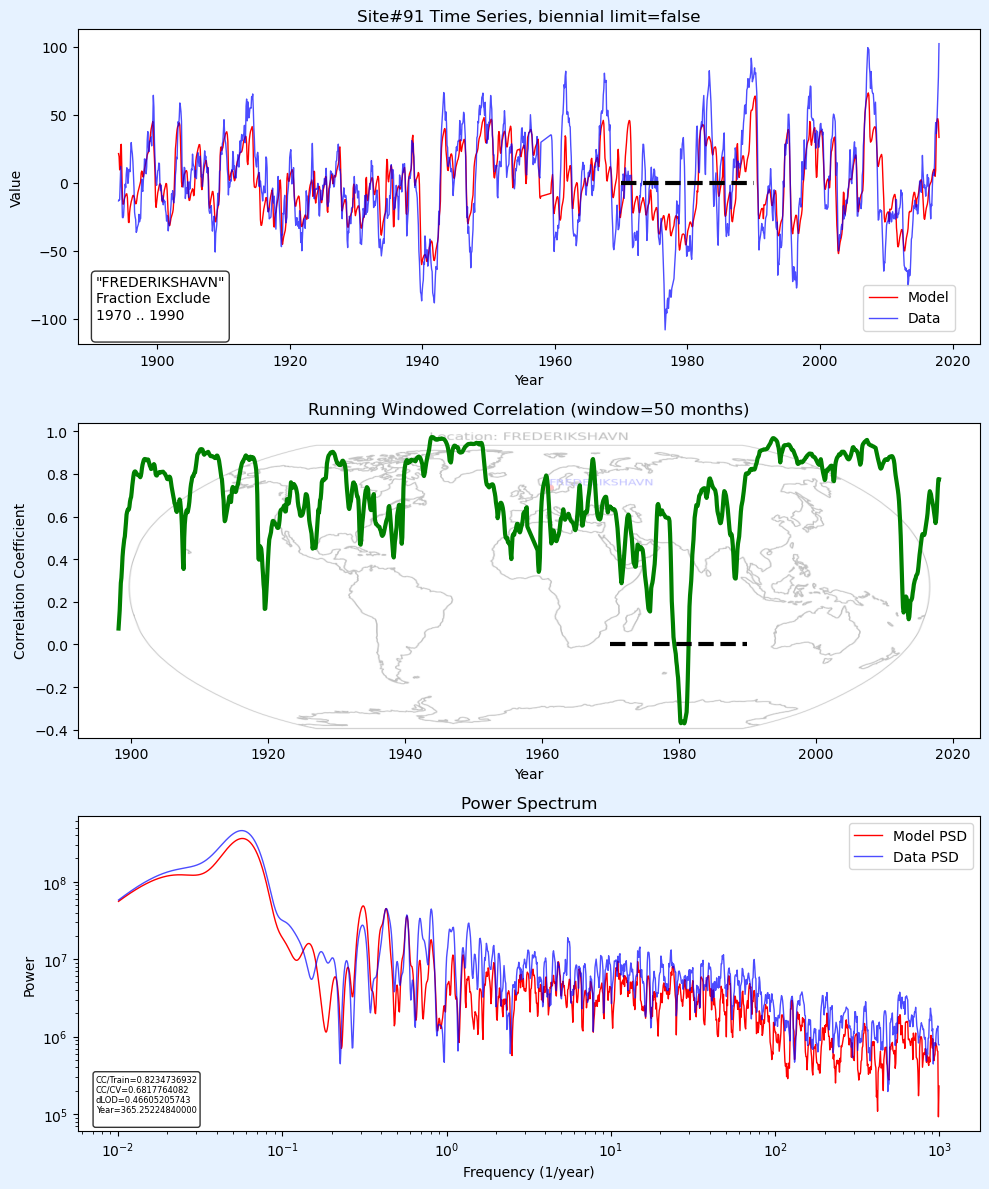 Site#91 Time Series, biennial limit=false
100
50
0
−50
−100
Value
"FREDERIKSHAVN"
Fraction Exclude
1970 .. 1990
Model
Data
1900 1920 1940 1960 1980 2000 2020
Year
Running Windowed Correlation (window=50 months)
Location: FREDERIKSHAVN
FREDERIKSHAVN
1.0
0.8
0.6
0.4
0.2
0.0
−0.2
−0.4
Correlation Coefficient
1900 1920 1940 1960 1980 2000 2020
Year
Power Spectrum
Model PSD
Data PSD
10⁸
10⁷
10⁶
10⁵
Power
CC/Train=0.8234736932
CC/CV=0.6817764082
dLOD=0.46605205743
Year=365.25224840000
10⁻² 10⁻¹ 10⁰ 10¹ 10² 10³
Frequency (1/year)